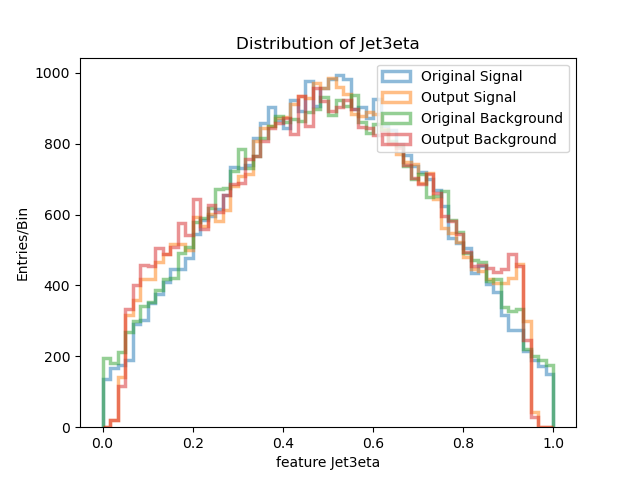 Distribution of Jet3eta
Original Signal
Output Signal
Original Background
Output Background
Entries/Bin
1000
800
600
400
200
0
0.0 0.2 0.4 0.6 0.8 1.0
feature Jet3eta